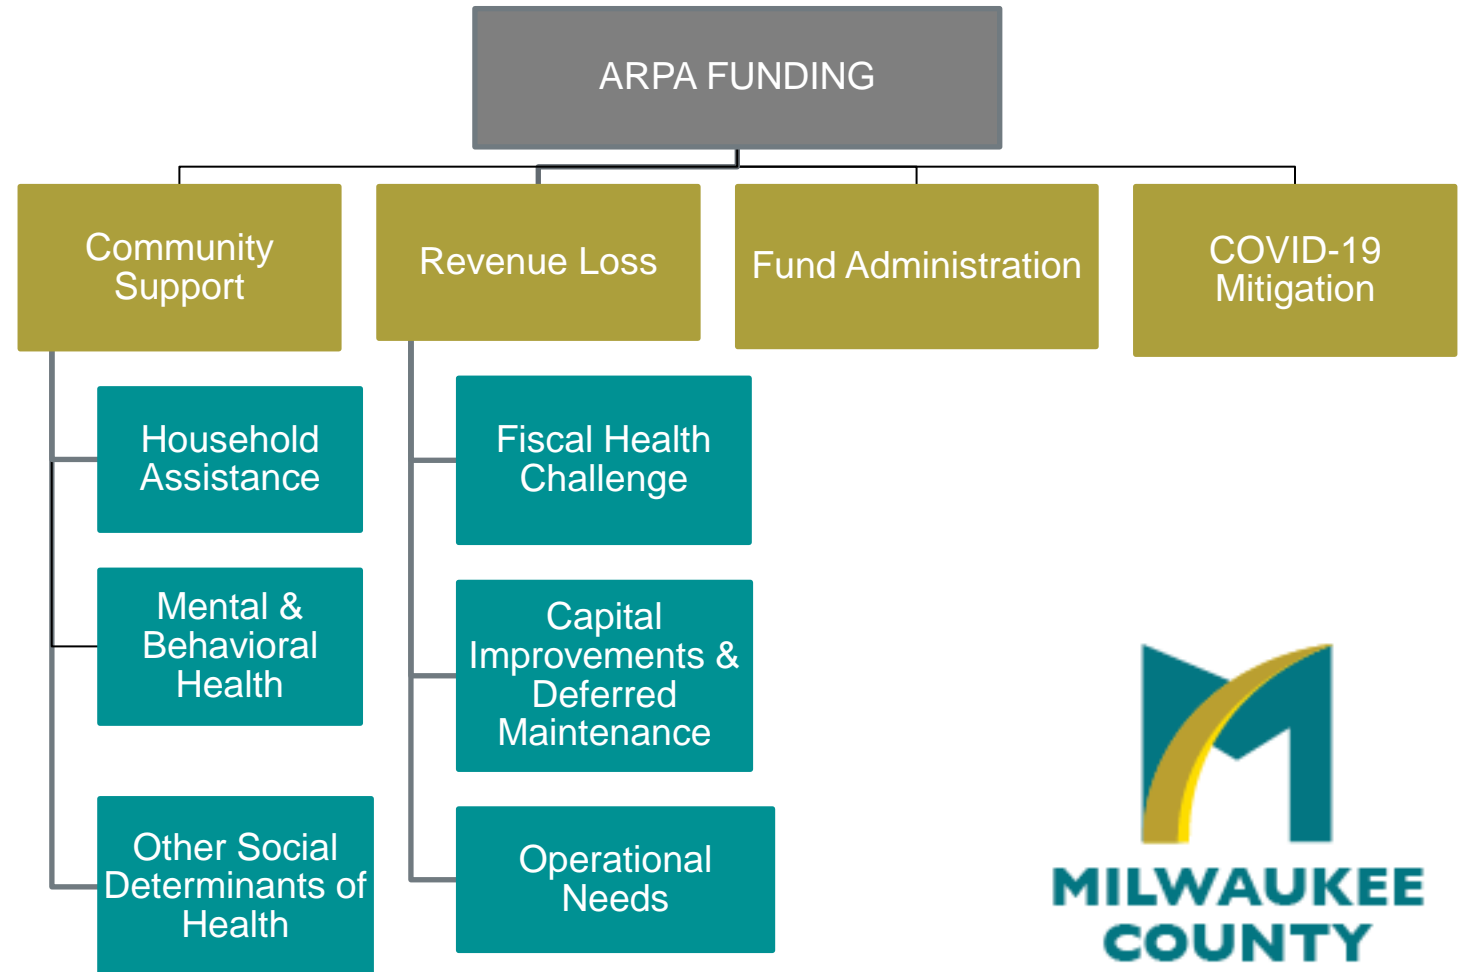 ARPA FUNDING
Community
Support
Revenue Loss
Fund Administration
COVID-19
Mitigation
Household
Assistance
Mental &
Behavioral
Health
Other Social
Determinants of
Health
Fiscal Health
Challenge
Capital
Improvements &
Deferred
Maintenance
Operational
Needs
MILWAUKEE
COUNTY